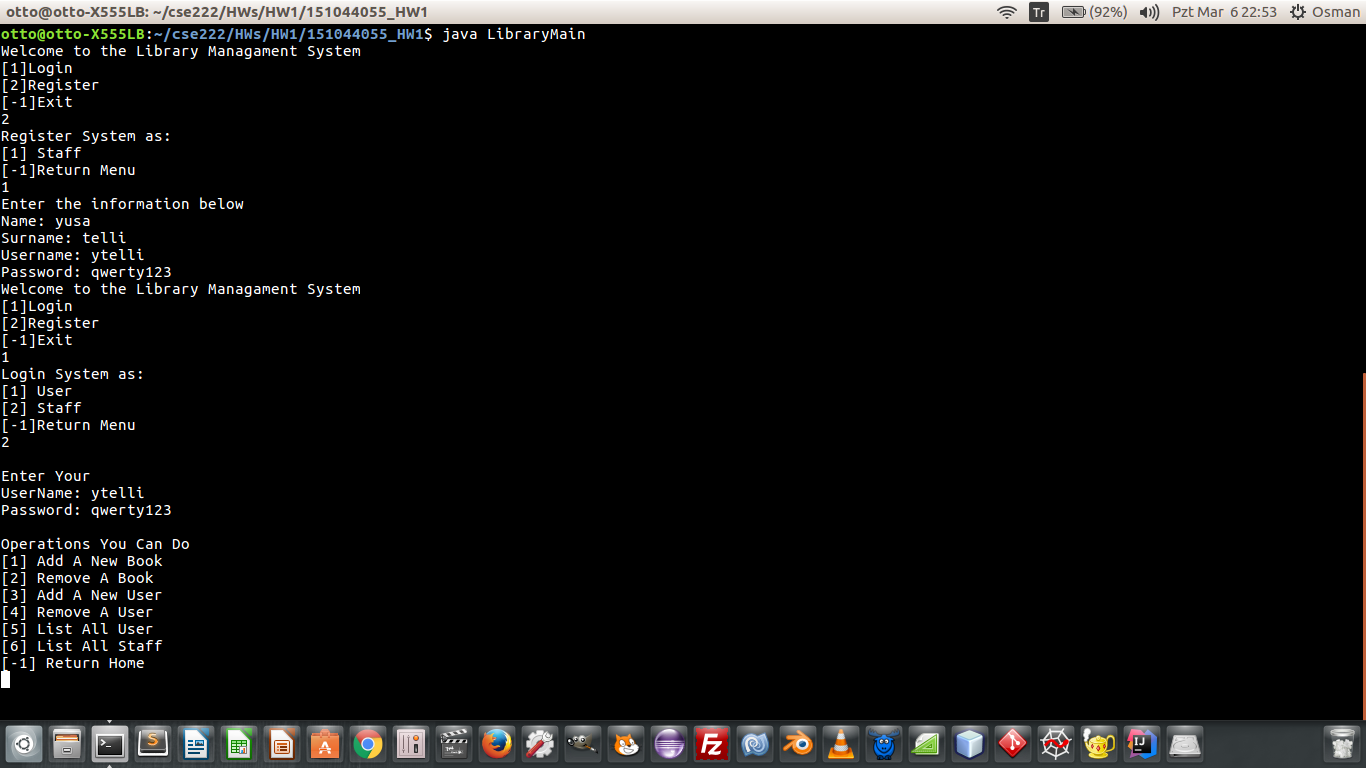 otto@otto-X555LB: ~/cse222/HWs/HW1/151044055_HW1
Tr
(92%)
Pzt Mar 6 22:53
Osman
otto@otto-X555LB:~/cse222/HWs/HW1/151044055_HW1$ java LibraryMain
Welcome to the Library Managament System
[1]Login
[2]Register
[-1]Exit
2
Register System as:
[1] Staff
[-1]Return Menu
1
Enter the information below
Name: yusa
Surname: telli
Username: ytelli
Password: qwerty123
Welcome to the Library Managament System
[1]Login
[2]Register
[-1]Exit
1
Login System as:
[1] User
[2] Staff
[-1]Return Menu
2
Enter Your
UserName: ytelli
Password: qwerty123
Operations You Can Do
[1] Add A New Book
[2] Remove A Book
[3] Add A New User
[4] Remove A User
[5] List All User
[6] List All Staff
[-1] Return Home
>_
S
A
Fz
IJ